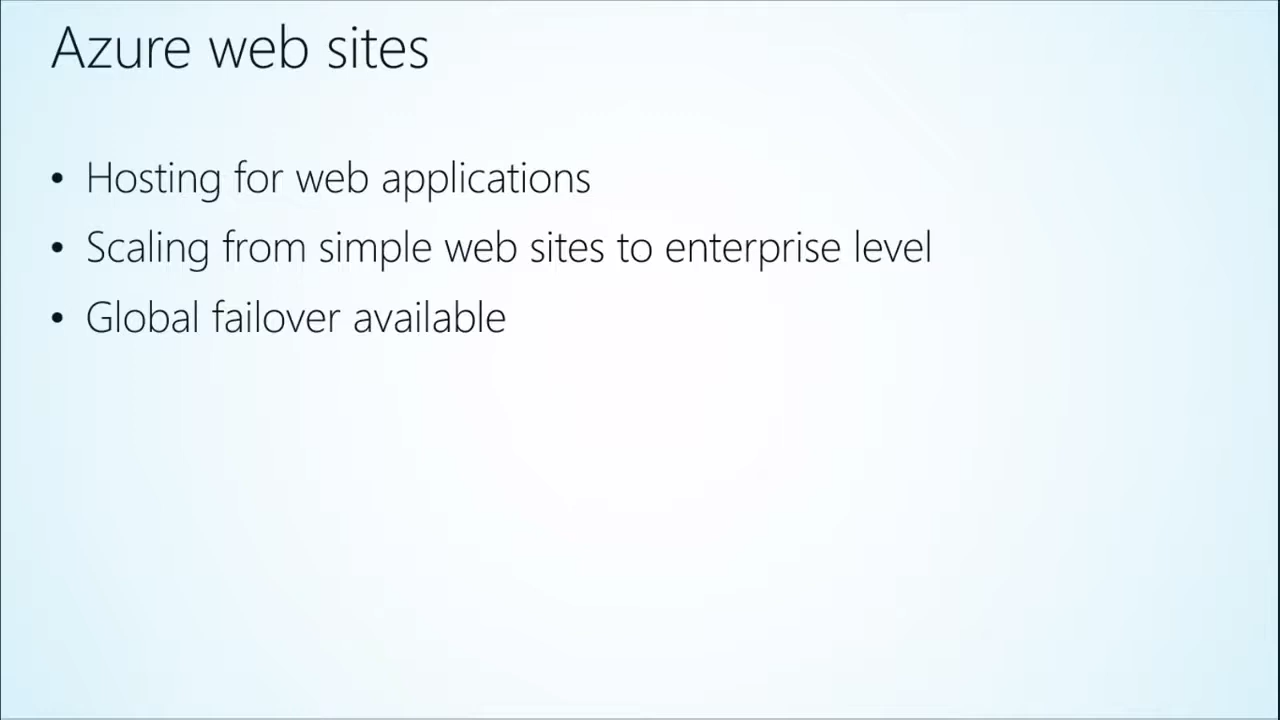 Azure web sites
• Hosting for web applications
• Scaling from simple web sites to enterprise level
• Global failover available